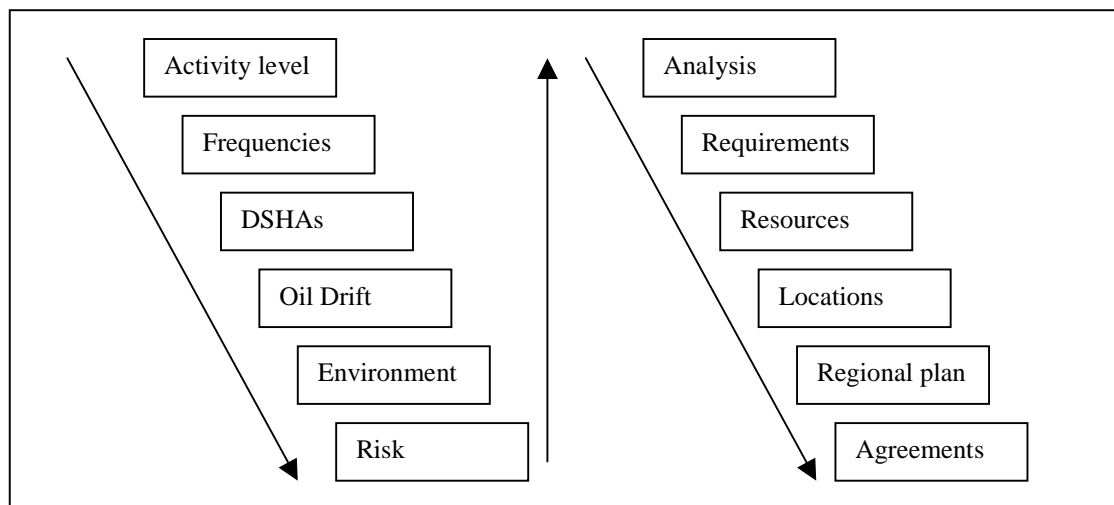 Activity level
Frequencies
DSHAs
Oil Drift
Environment
Risk
Analysis
Requirements
Resources
Locations
Regional plan
Agreements